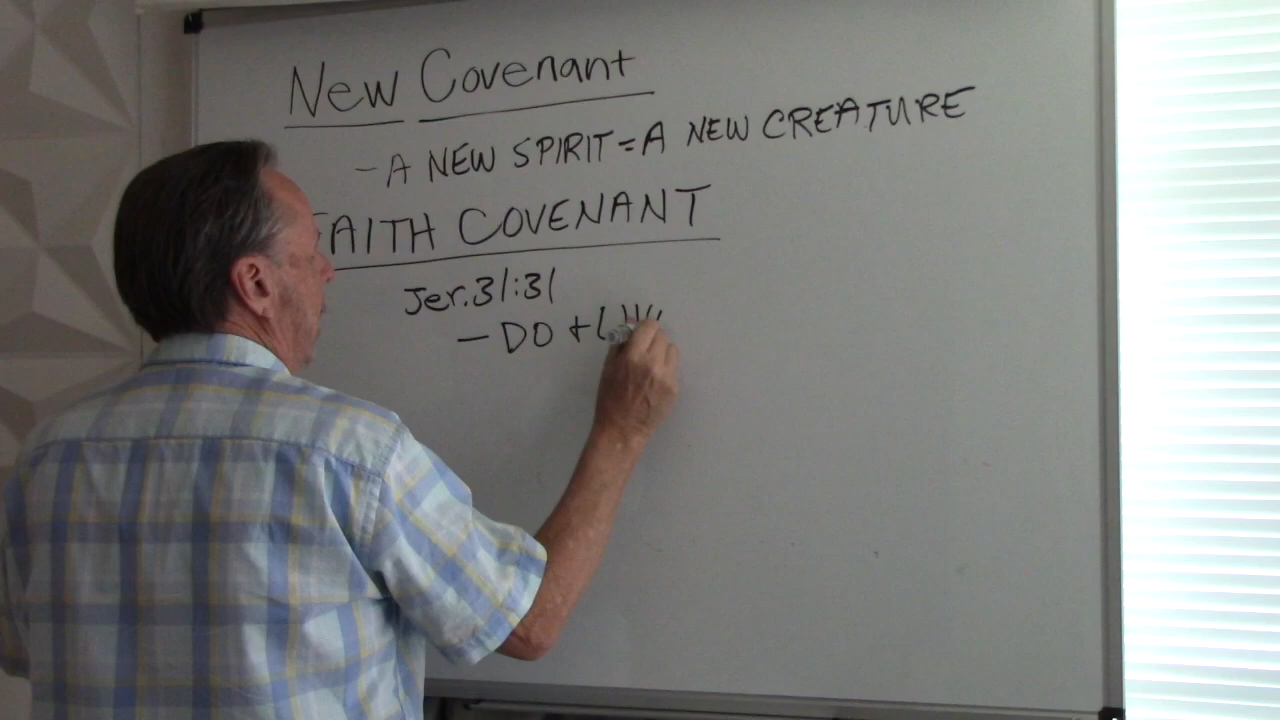 New Covenant
- A NEW SPIRIT = A NEW CREATURE
FAITH COVENANT
Jer. 31:31
- DO +